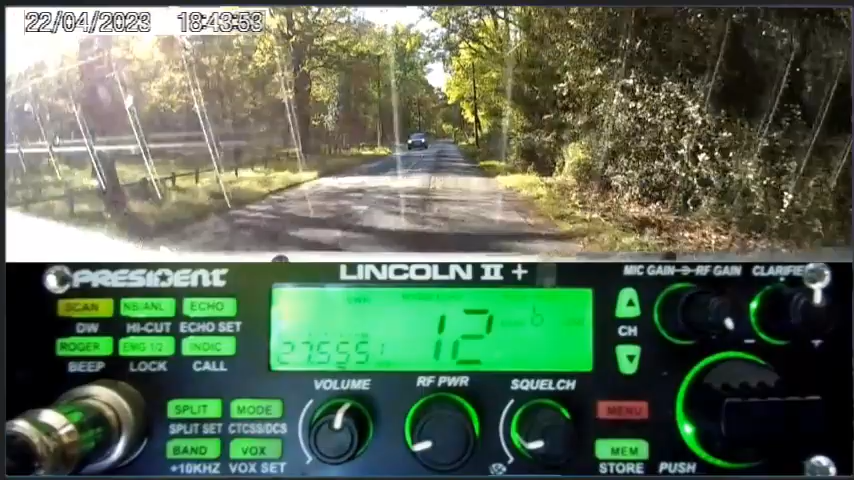 22/04/2023 18:43:53
PRESIDENT
LINCOLN II +
MIC GAIN RF GAIN CLARIFIER
SCAN NB/ANL ECHO
DW HI-CUT ECHO SET
ROGER EMG 1/2 INDIC
BEEP LOCK CALL
12
27.555
CH
VOLUME RF PWR SQUELCH
SPLIT MODE
SPLIT SET CTCSS/DCS
MENU
BAND VOX
MEM
+10KHZ VOX SET
STORE PUSH